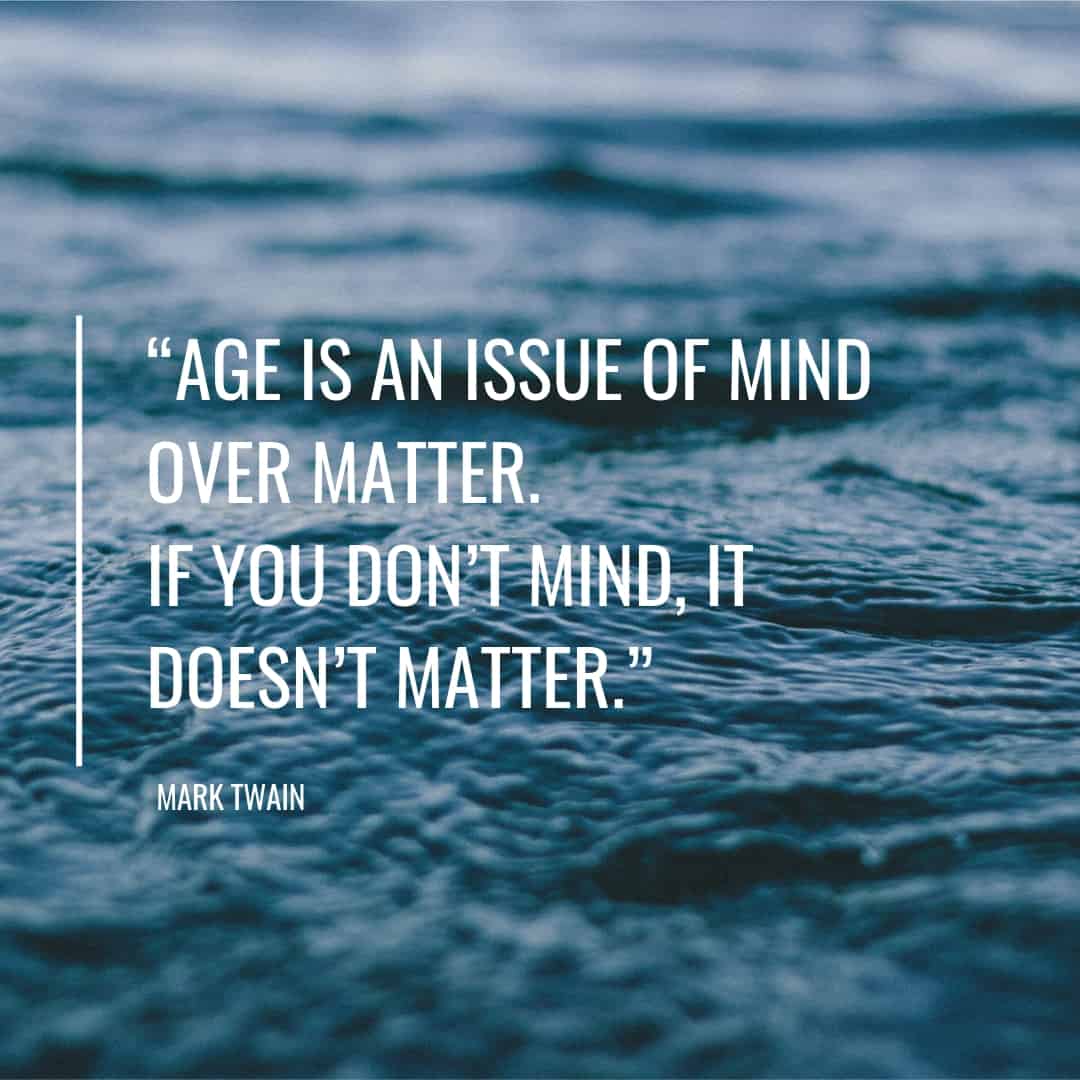 “AGE IS AN ISSUE OF MIND
OVER MATTER.
IF YOU DON’T MIND, IT
DOESN’T MATTER.”
MARK TWAIN